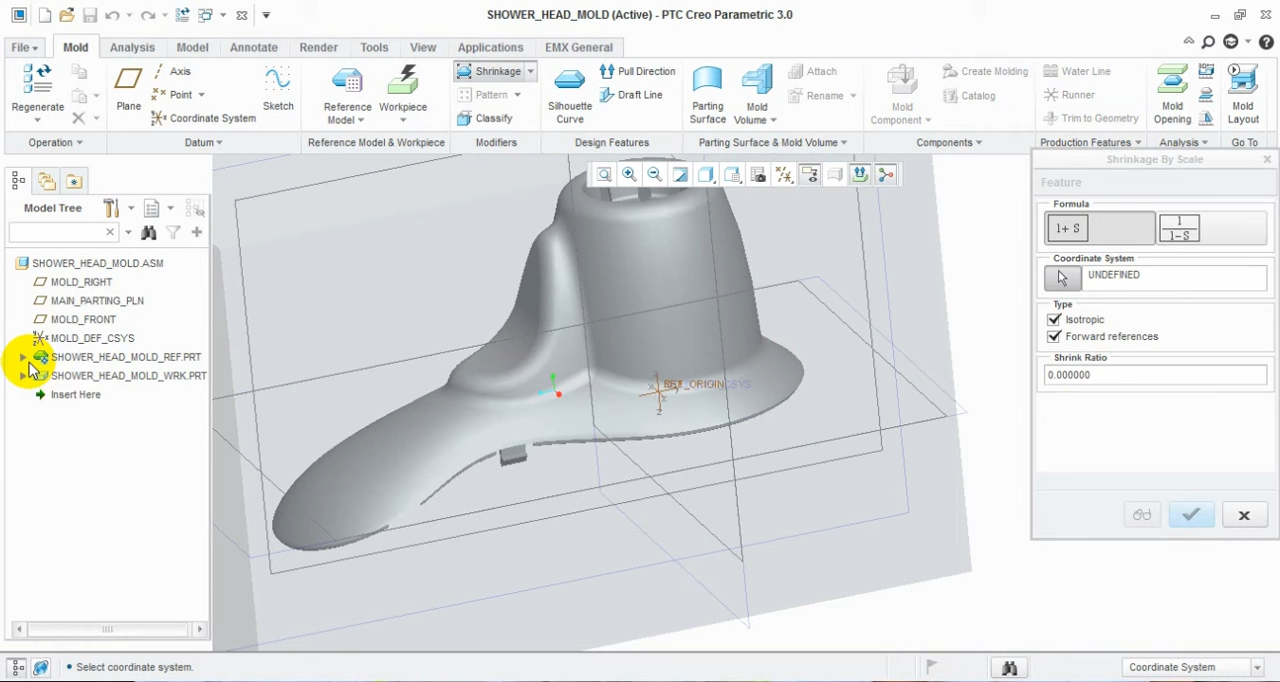 SHOWER_HEAD_MOLD (Active) - PTC Creo Parametric 3.0
File Mold Analysis Model Annotate Render Tools View Applications EMX General
Regenerate
Plane
Axis
Point
Coordinate System
Sketch
Reference Model
Workpiece
Shrinkage
Pattern
Classify
Silhouette Curve
Pull Direction
Draft Line
Parting Surface
Mold Volume
Attach
Rename
Mold Component
Create Molding
Catalog
Water Line
Runner
Trim to Geometry
Mold Opening
Mold Layout
Operation Datum Reference Model & Workpiece Modifiers Design Features Parting Surface & Mold Volume Components Production Features Analysis Go To
Model Tree
SHOWER_HEAD_MOLD.ASM
MOLD_RIGHT
MAIN_PARTING_PLN
MOLD_FRONT
MOLD_DEF_CSYS
SHOWER_HEAD_MOLD_REF.PRT
SHOWER_HEAD_MOLD_WRK.PRT
Insert Here
X
Z
Shrinkage By Scale
Feature
Formula
1+ S
1
1-S
Coordinate System
UNDEFINED
Type
Isotropic
Forward references
Shrink Ratio
0.000000
Select coordinate system.
Coordinate System